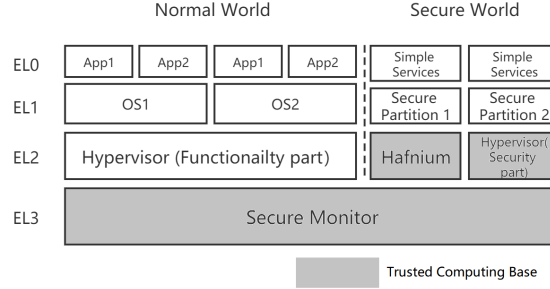 Normal World Secure World
EL0 App1 App2 App1 App2 Simple Services Simple Services
EL1 OS1 OS2 Secure Partition 1 Secure Partition 2
EL2 Hypervisor (Functionailty part) Hafnium Hypervisor( Security part)
EL3 Secure Monitor
Trusted Computing Base